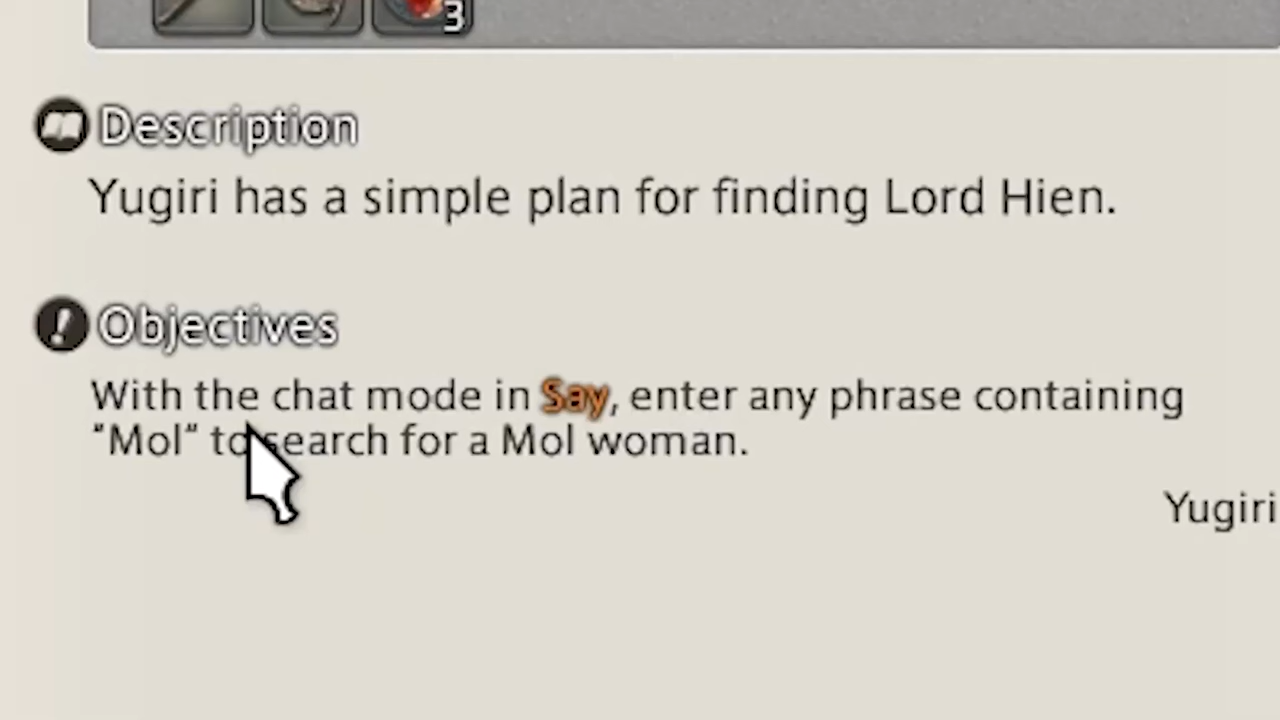 3
Description
Yugiri has a simple plan for finding Lord Hien.
Objectives
With the chat mode in Say, enter any phrase containing
"Mol" to search for a Mol woman.
Yugiri